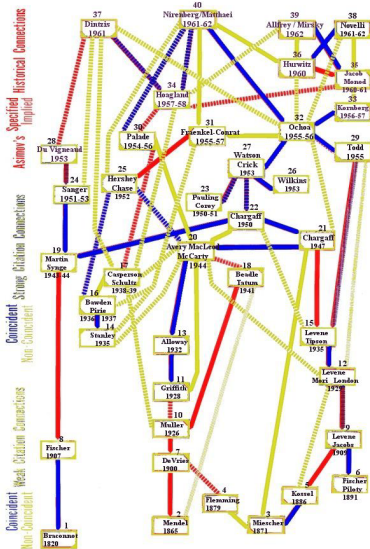 40
Nirenberg/Matthaei
1961-62
37
Dintzis
1961
39
Allfrey/Mirsky
1962
38
Novelli
1961-62
36
Hurwitz
1960
35
Jacob
Monod
1960-61
34
Hoagland
1957-58
33
Kornberg
1956-57
32
Ochoa
1955-56
31
Fraenkel-Conrat
1955-57
30
Palade
1954-56
29
Todd
1955
28
Du Vigneaud
1953
27
Watson
Crick
1953
26
Wilkins
1953
25
Hershey
Chase
1952
24
Sanger
1951-53
23
Pauling
Corey
1950-51
22
Chargaff
1950
21
Chargaff
1947
20
Avery MacLeod
McCarty
1944
19
Martin
Synge
1943-44
18
Beadle
Tatum
1941
17
Casperson
Schultz
1938-39
16
Bawden
Pirie
1936 1937
15
Levene
Tipson
1935
14
Stanley
1935
13
Alloway
1932
12
Levene
Mori London
1929
11
Griffith
1928
10
Muller
1926
9
Levene
Jacobs
1909
8
Fischer
1907
7
DeVries
1900
6
Fischer
Piloty
1891
5
Kossel
1886
4
Flemming
1879
3
Miescher
1871
2
Mendel
1865
1
Braconnot
1820
Asimov's Specified Historical Connections
Implied
Strong Citation Connections
Coincident
Non-Coincident
Weak Citation Connections
Coincident
Non-Coincident